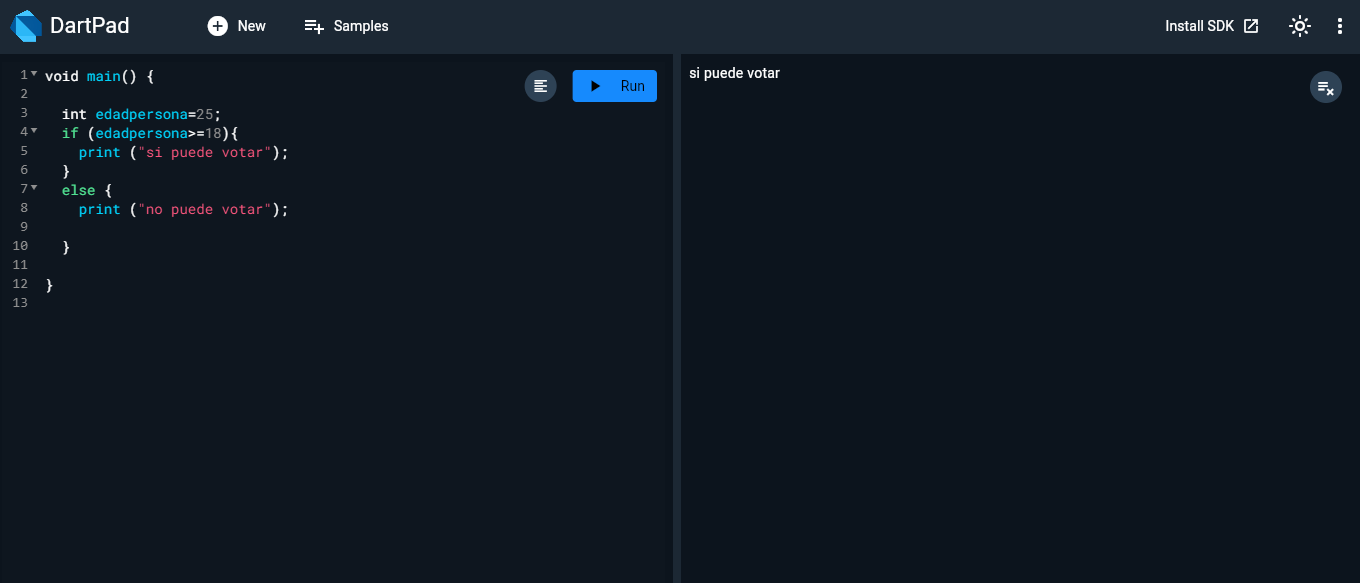 DartPad
New
Samples
Install SDK
1 void main() {
2
3 int edadpersona=25;
4 if (edadpersona>=18){
5 print ("si puede votar");
6 }
7 else {
8 print ("no puede votar");
9
10 }
11
12 }
13
Run
si puede votar